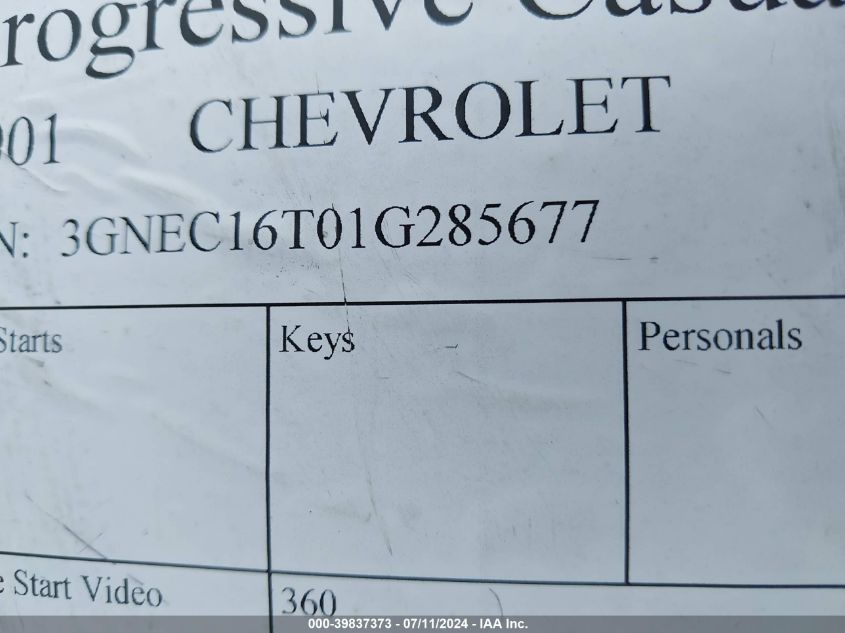 rogressive Casua
001 CHEVROLET
N: 3GNEC16T01G285677
Starts Keys Personals
e Start Video 360
000-39837373 - 07/11/2024 - IAA Inc.